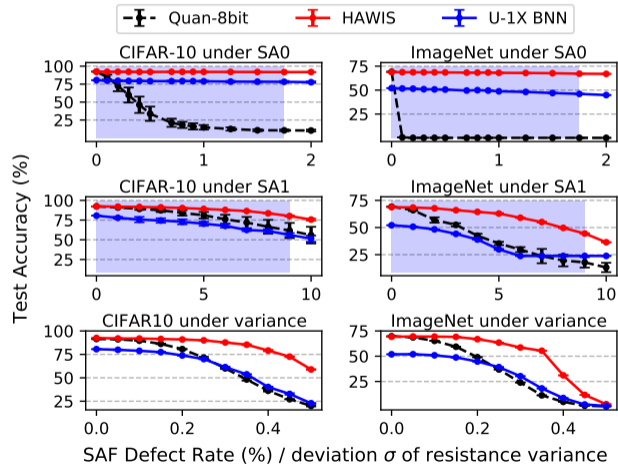 Quan-8bit HAWIS U-1X BNN
CIFAR-10 under SA0 ImageNet under SA0
100 75 50 25
0 1 2
75 50 25
0 1 2
CIFAR-10 under SA1 ImageNet under SA1
100 75 50 25
0 5 10
75 50 25
0 5 10
CIFAR10 under variance ImageNet under variance
100 75 50 25
0.0 0.2 0.4
75 50 25
0.0 0.2 0.4
Test Accuracy (%)
SAF Defect Rate (%) / deviation σ of resistance variance